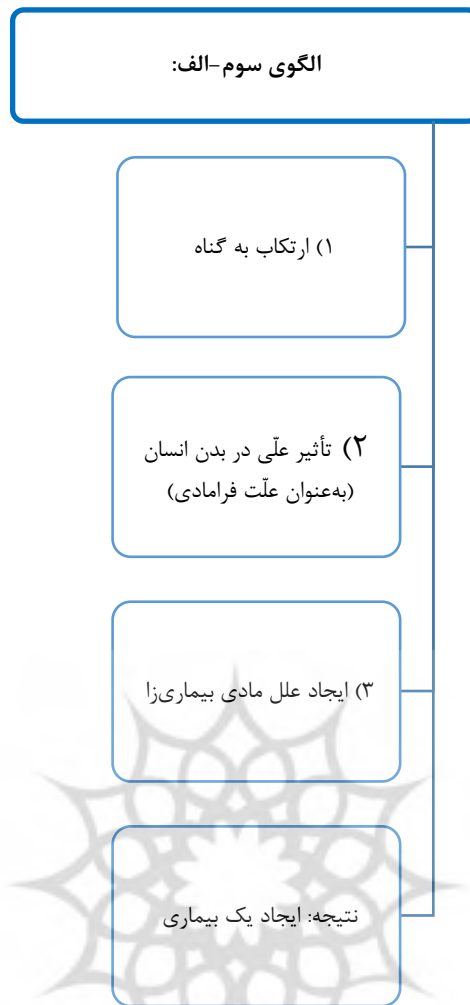 الگوی سوم-الف:
۱) ارتکاب به گناه
۲) تأثیر علّی در بدن انسان
(به‌عنوان علّت فرامادی)
۳) ایجاد علل مادی بیماری‌زا
نتیجه: ایجاد یک بیماری